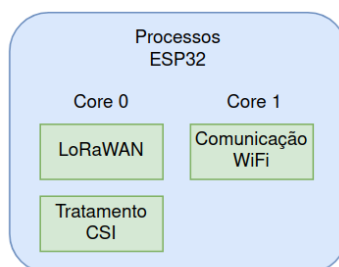 Processos
ESP32
Core 0
Core 1
LoRaWAN
Comunicação
WiFi
Tratamento
CSI